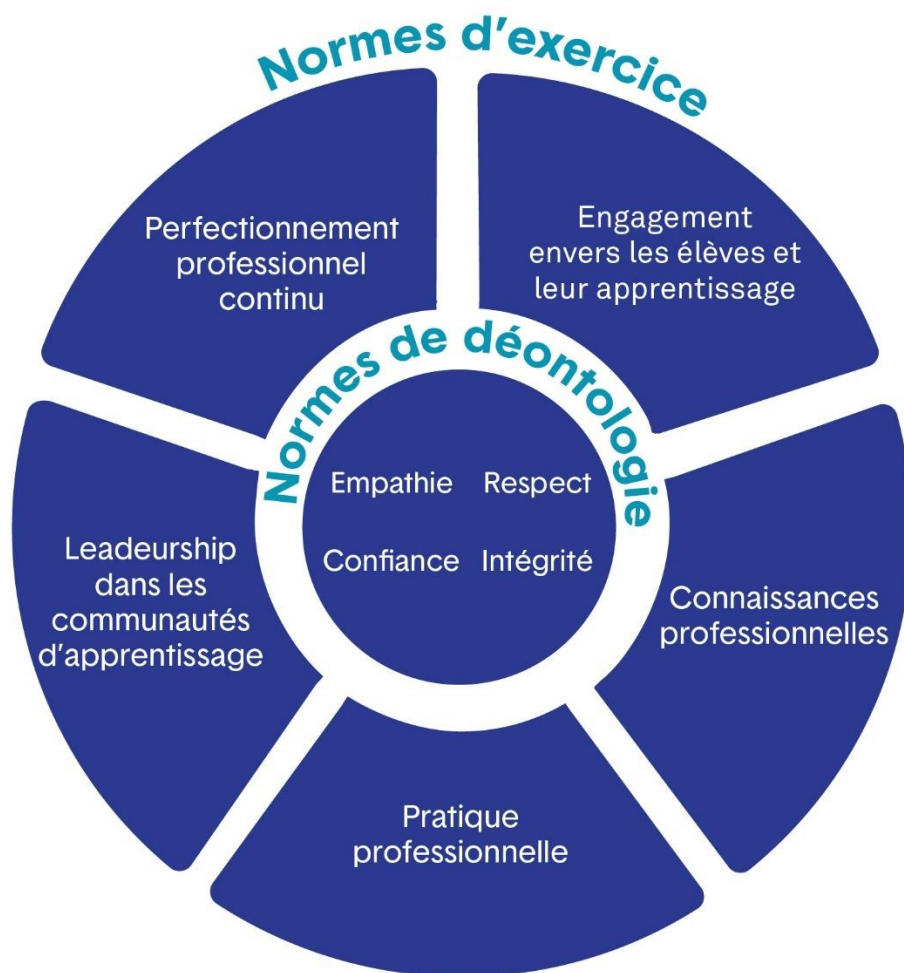 Normes d'exercice
Perfectionnement
professionnel
continu
Engagement
envers les élèves et
leur apprentissage
Normes de déontologie
Empathie Respect
Confiance Intégrité
Leadeurship
dans les
communautés
d'apprentissage
Connaissances
professionnelles
Pratique
professionnelle